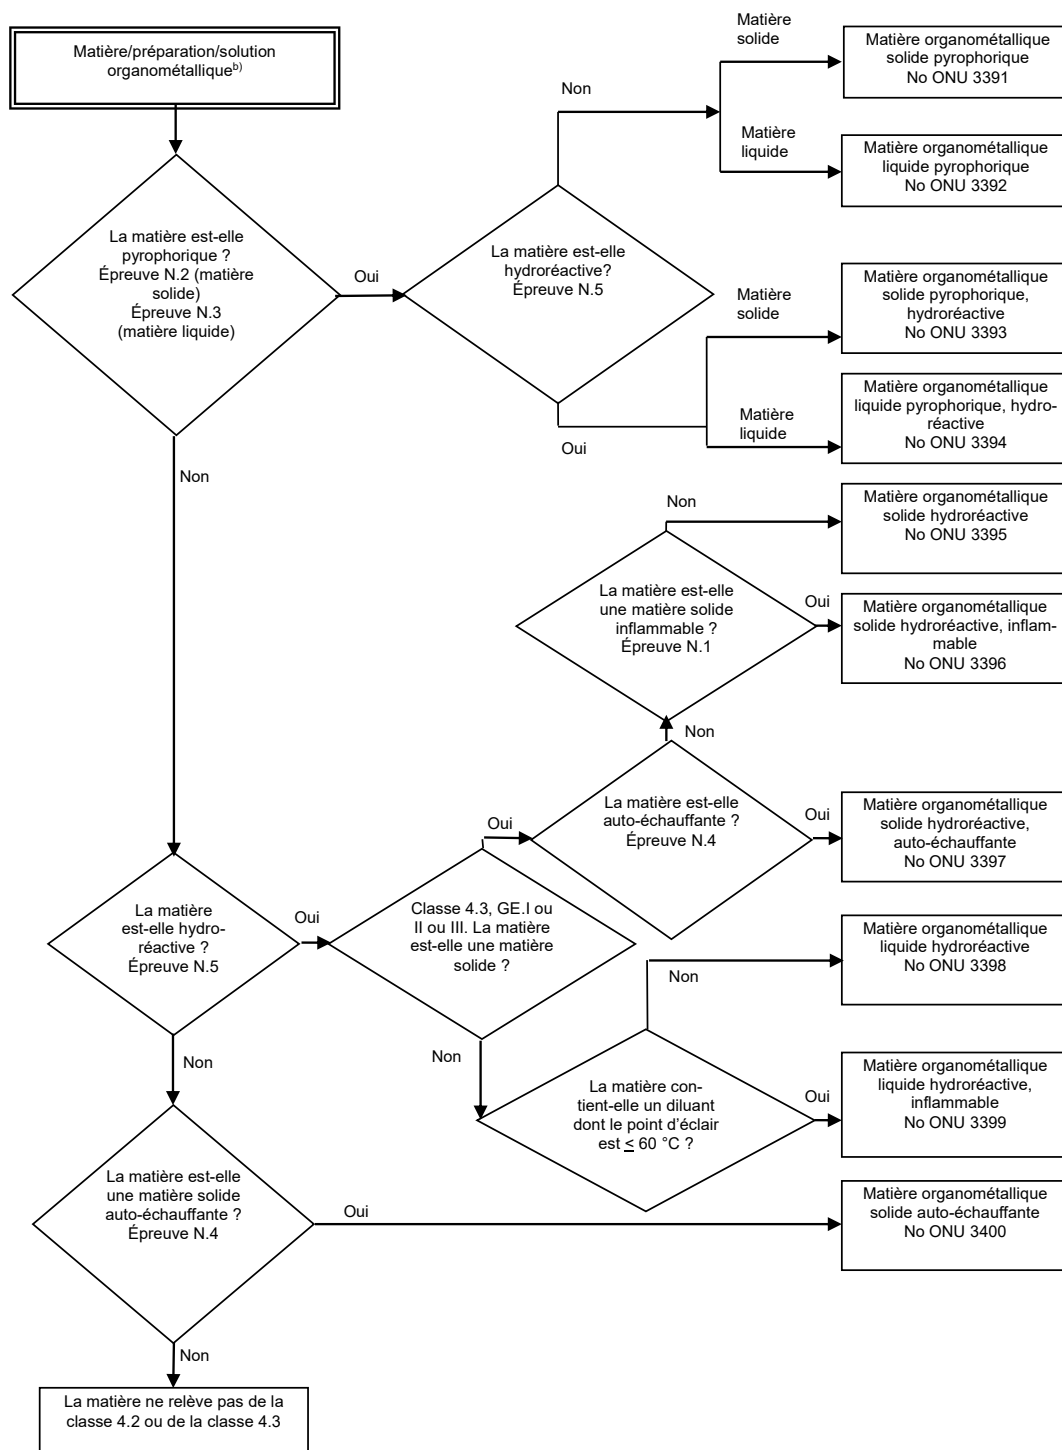 Matière/préparation/solution
organométallique b)
Matière
solide
Matière organométallique
solide pyrophorique
No ONU 3391
Non
Matière
liquide
Matière organométallique
liquide pyrophorique
No ONU 3392
La matière est-elle
pyrophorique ?
Épreuve N.2 (matière
solide)
Épreuve N.3
(matière liquide)
Oui
La matière est-elle
hydroréactive?
Épreuve N.5
Matière
solide
Matière organométallique
solide pyrophorique,
hydroréactive
No ONU 3393
Matière
liquide
Matière organométallique
liquide pyrophorique, hydro-
réactive
No ONU 3394
Oui
Non
Non
Matière organométallique
solide hydroréactive
No ONU 3395
La matière est-elle
une matière solide
inflammable ?
Épreuve N.1
Oui
Matière organométallique
solide hydroréactive, inflam-
mable
No ONU 3396
Non
La matière est-elle
auto-échauffante ?
Épreuve N.4
Oui
Matière organométallique
solide hydroréactive,
auto-échauffante
No ONU 3397
Oui
La matière
est-elle hydro-
réactive ?
Épreuve N.5
Oui
Classe 4.3, GE.I ou
II ou III. La matière
est-elle une matière
solide ?
Non
Matière organométallique
liquide hydroréactive
No ONU 3398
Non
Non
La matière con-
tient-elle un diluant
dont le point d’éclair
est ≤ 60 °C ?
Oui
Matière organométallique
liquide hydroréactive,
inflammable
No ONU 3399
La matière est-elle
une matière solide
auto-échauffante ?
Épreuve N.4
Oui
Matière organométallique
solide auto-échauffante
No ONU 3400
Non
La matière ne relève pas de la
classe 4.2 ou de la classe 4.3